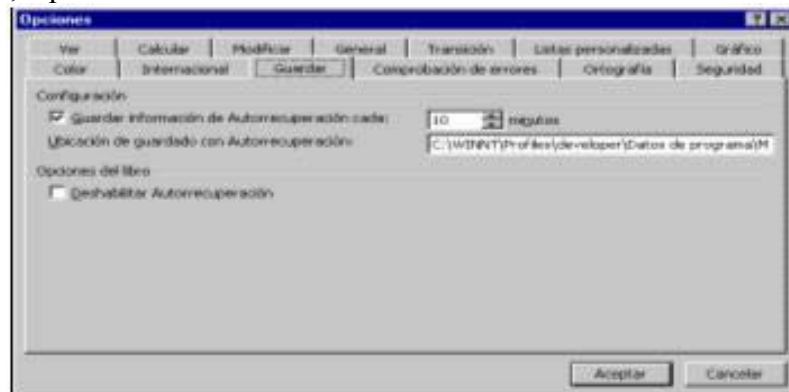 Opciones
Ver Calcular Modificar General Transición Listas personalizadas Gráfico
Color Internacional Guardar Comprobación de errores Ortografía Seguridad
Configuración
Guardar información de Autorrecuperación cada: 10 minutos
Ubicación de guardado con Autorrecuperación: C:\WINNT\Profiles\developer\Datos de programa\M
Opciones del libro
Deshabilitar Autorrecuperación
Aceptar Cancelar